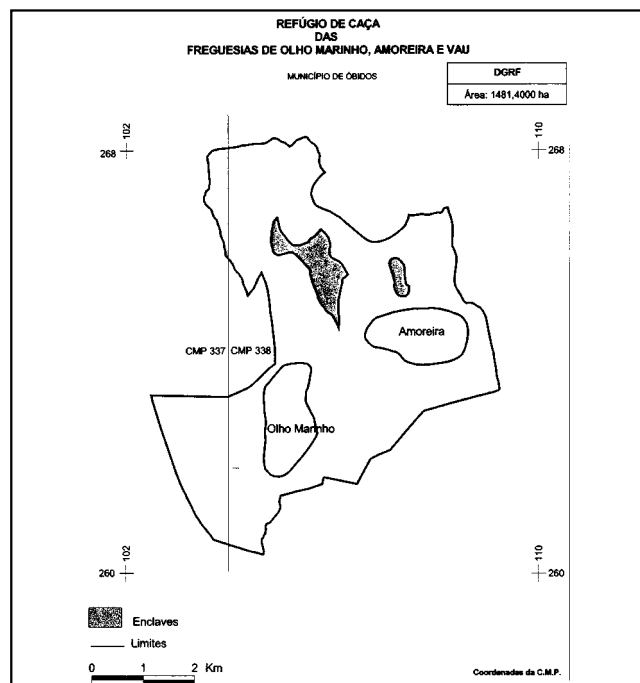 REFÚGIO DE CAÇA
DAS
FREGUESIAS DE OLHO MARINHO, AMOREIRA E VAU
MUNICÍPIO DE ÓBIDOS
DGRF
Área: 1481,4000 ha
102
110
268
268
Amoreira
CMP 337
CMP 338
Olho Marinho
102
110
260
260
Enclaves
Limites
0 1 2 Km
Coordenadas da C.M.P.